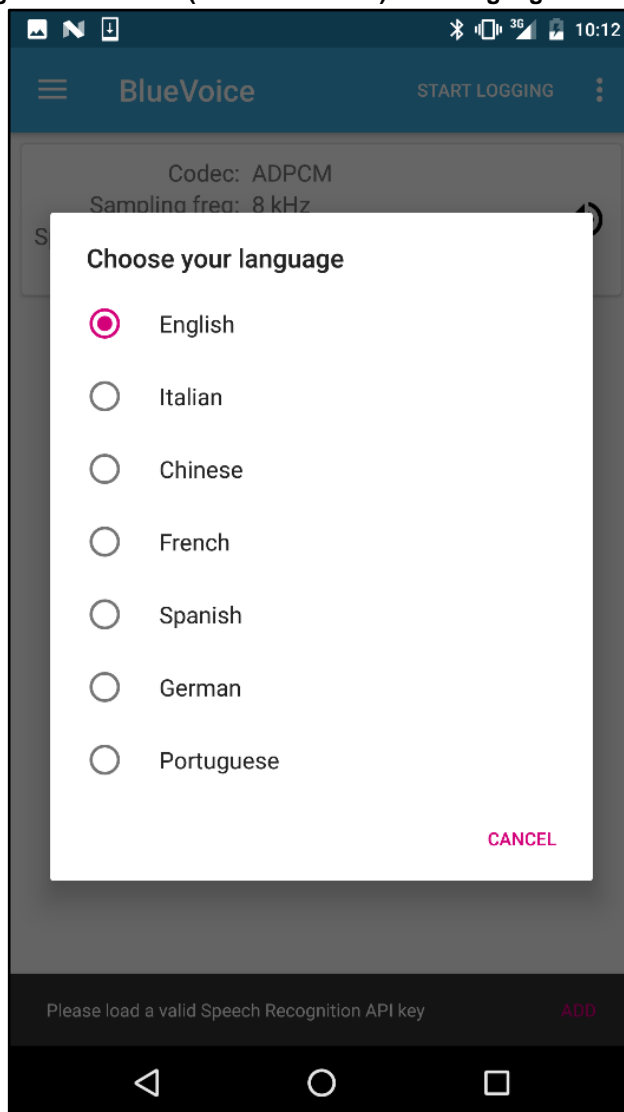 3G 10:12
BlueVoice START LOGGING
Codec: ADPCM
Sampling freq: 8 kHz
S
Choose your language
English
Italian
Chinese
French
Spanish
German
Portuguese
CANCEL
Please load a valid Speech Recognition API key ADD